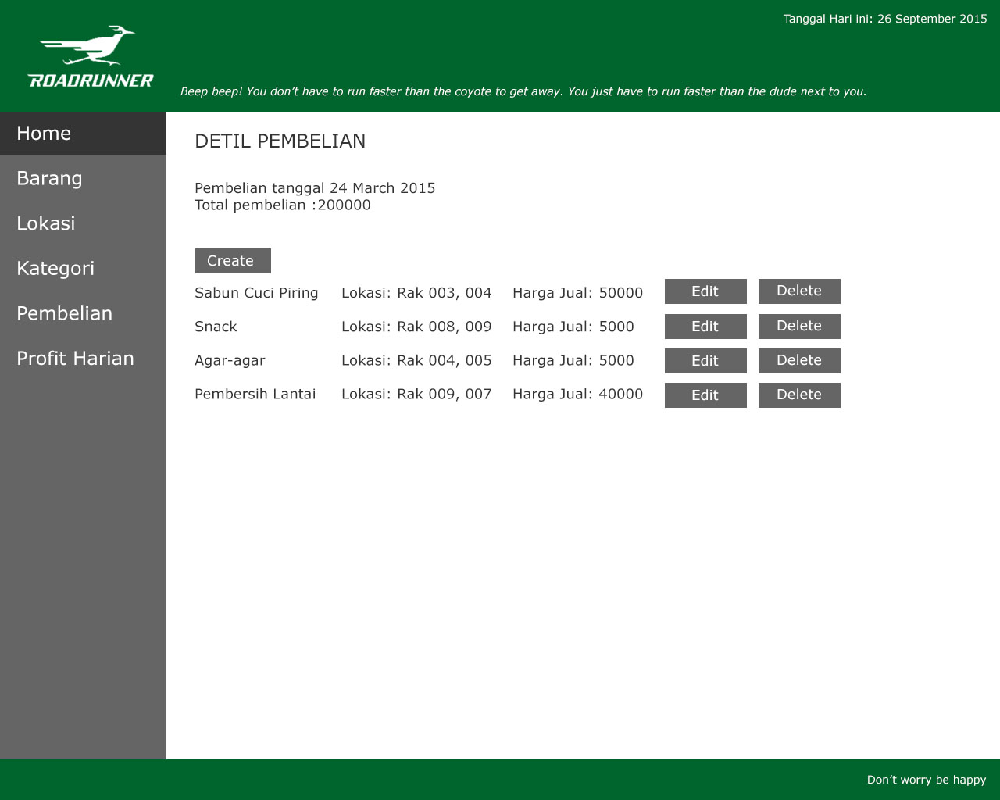 Tanggal Hari ini: 26 September 2015
ROADRUNNER
Beep beep! You don't have to run faster than the coyote to get away. You just have to run faster than the dude next to you.
Home
Barang
Lokasi
Kategori
Pembelian
Profit Harian
DETIL PEMBELIAN
Pembelian tanggal 24 March 2015
Total pembelian :200000
Create
Sabun Cuci Piring Lokasi: Rak 003, 004 Harga Jual: 50000 Edit Delete
Snack Lokasi: Rak 008, 009 Harga Jual: 5000 Edit Delete
Agar-agar Lokasi: Rak 004, 005 Harga Jual: 5000 Edit Delete
Pembersih Lantai Lokasi: Rak 009, 007 Harga Jual: 40000 Edit Delete
Don't worry be happy